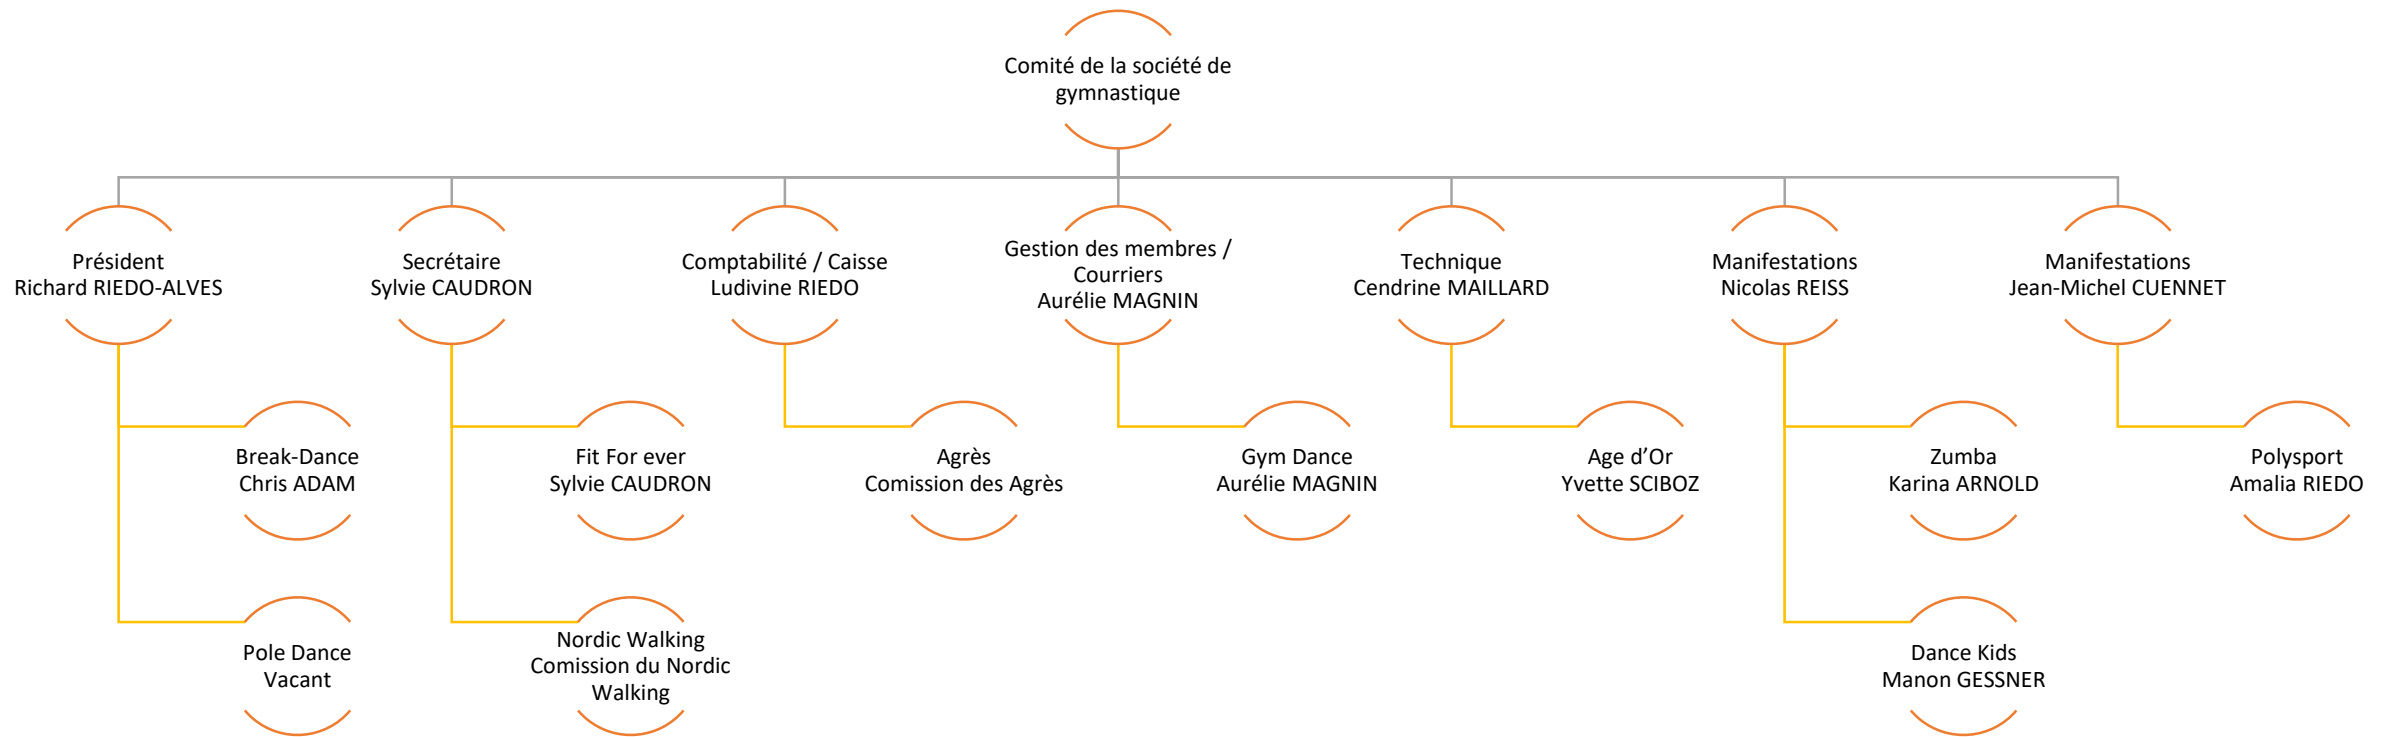 Comité de la société de
gymnastique
Président
Richard RIEDO-ALVES
Secrétaire
Sylvie CAUDRON
Comptabilité / Caisse
Ludivine RIEDO
Gestion des membres /
Courriers
Aurélie MAGNIN
Technique
Cendrine MAILLARD
Manifestations
Nicolas REISS
Manifestations
Jean-Michel CUENNET
Break-Dance
Chris ADAM
Fit For ever
Sylvie CAUDRON
Agrès
Comission des Agrès
Gym Dance
Aurélie MAGNIN
Age d’Or
Yvette SCIBOZ
Zumba
Karina ARNOLD
Polysport
Amalia RIEDO
Pole Dance
Vacant
Nordic Walking
Comission du Nordic
Walking
Dance Kids
Manon GESSNER